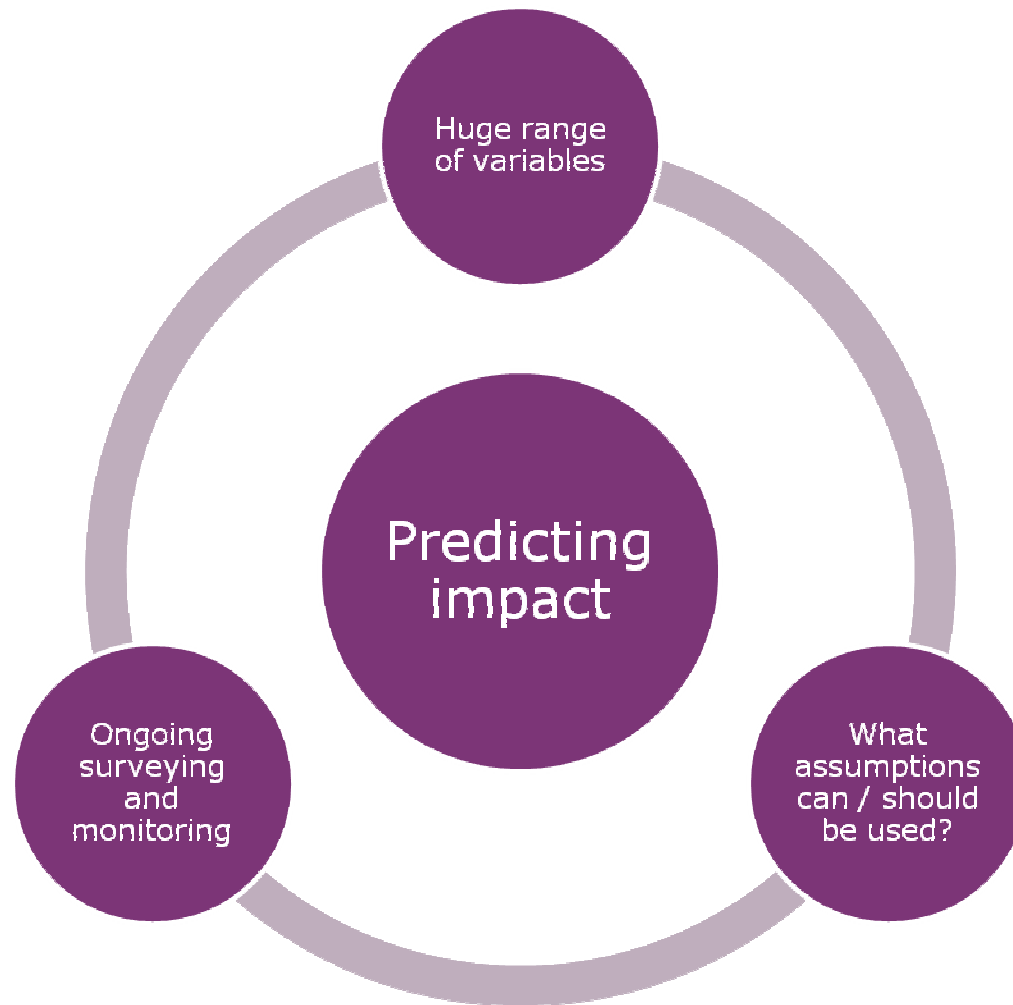 Huge range
of variables
Predicting
impact
Ongoing
surveying
and
monitoring
What
assumptions
can / should
be used?